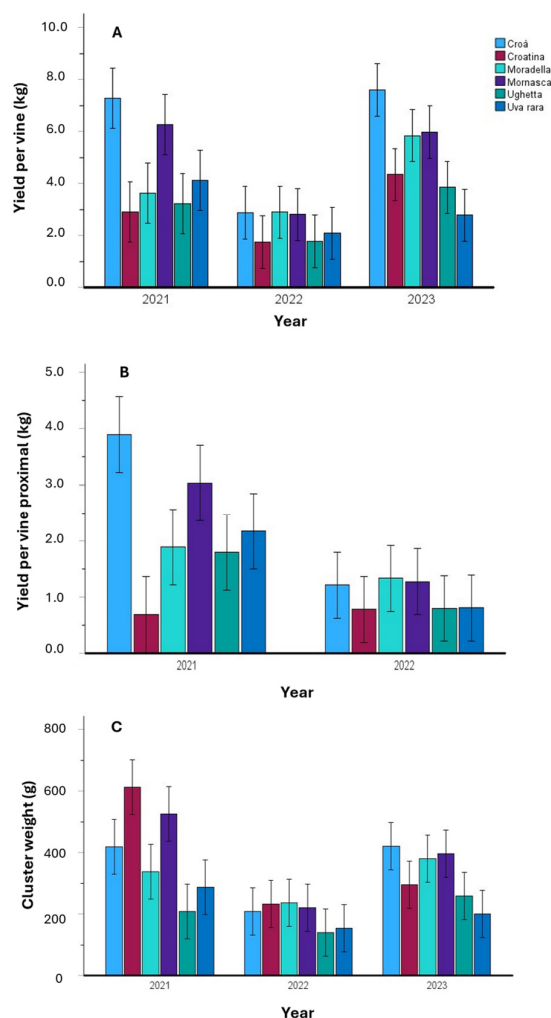 A
Yield per vine (kg)
10.0
8.0
6.0
4.0
2.0
0.0
2021
2022
2023
Year
Croá
Croatina
Moradella
Mornasca
Ughetta
Uva rara
B
Yield per vine proximal (kg)
5.0
4.0
3.0
2.0
1.0
0.0
2021
2022
Year
C
Cluster weight (g)
800
600
400
200
0
2021
2022
2023
Year